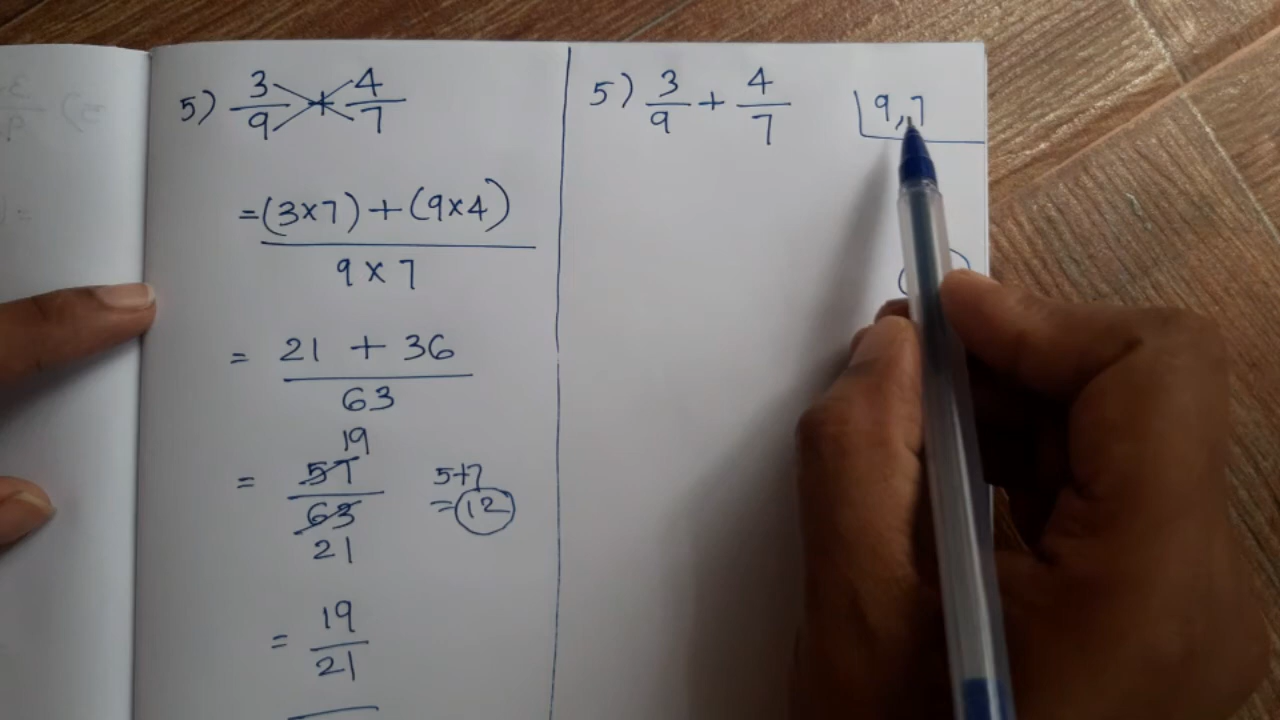 5) 3/9 + 4/7
= (3×7) + (9×4)
9 × 7
= 21 + 36
63
19
= 57/63
21
5+7
= 12
= 19/21
5) 3/9 + 4/7
9,7